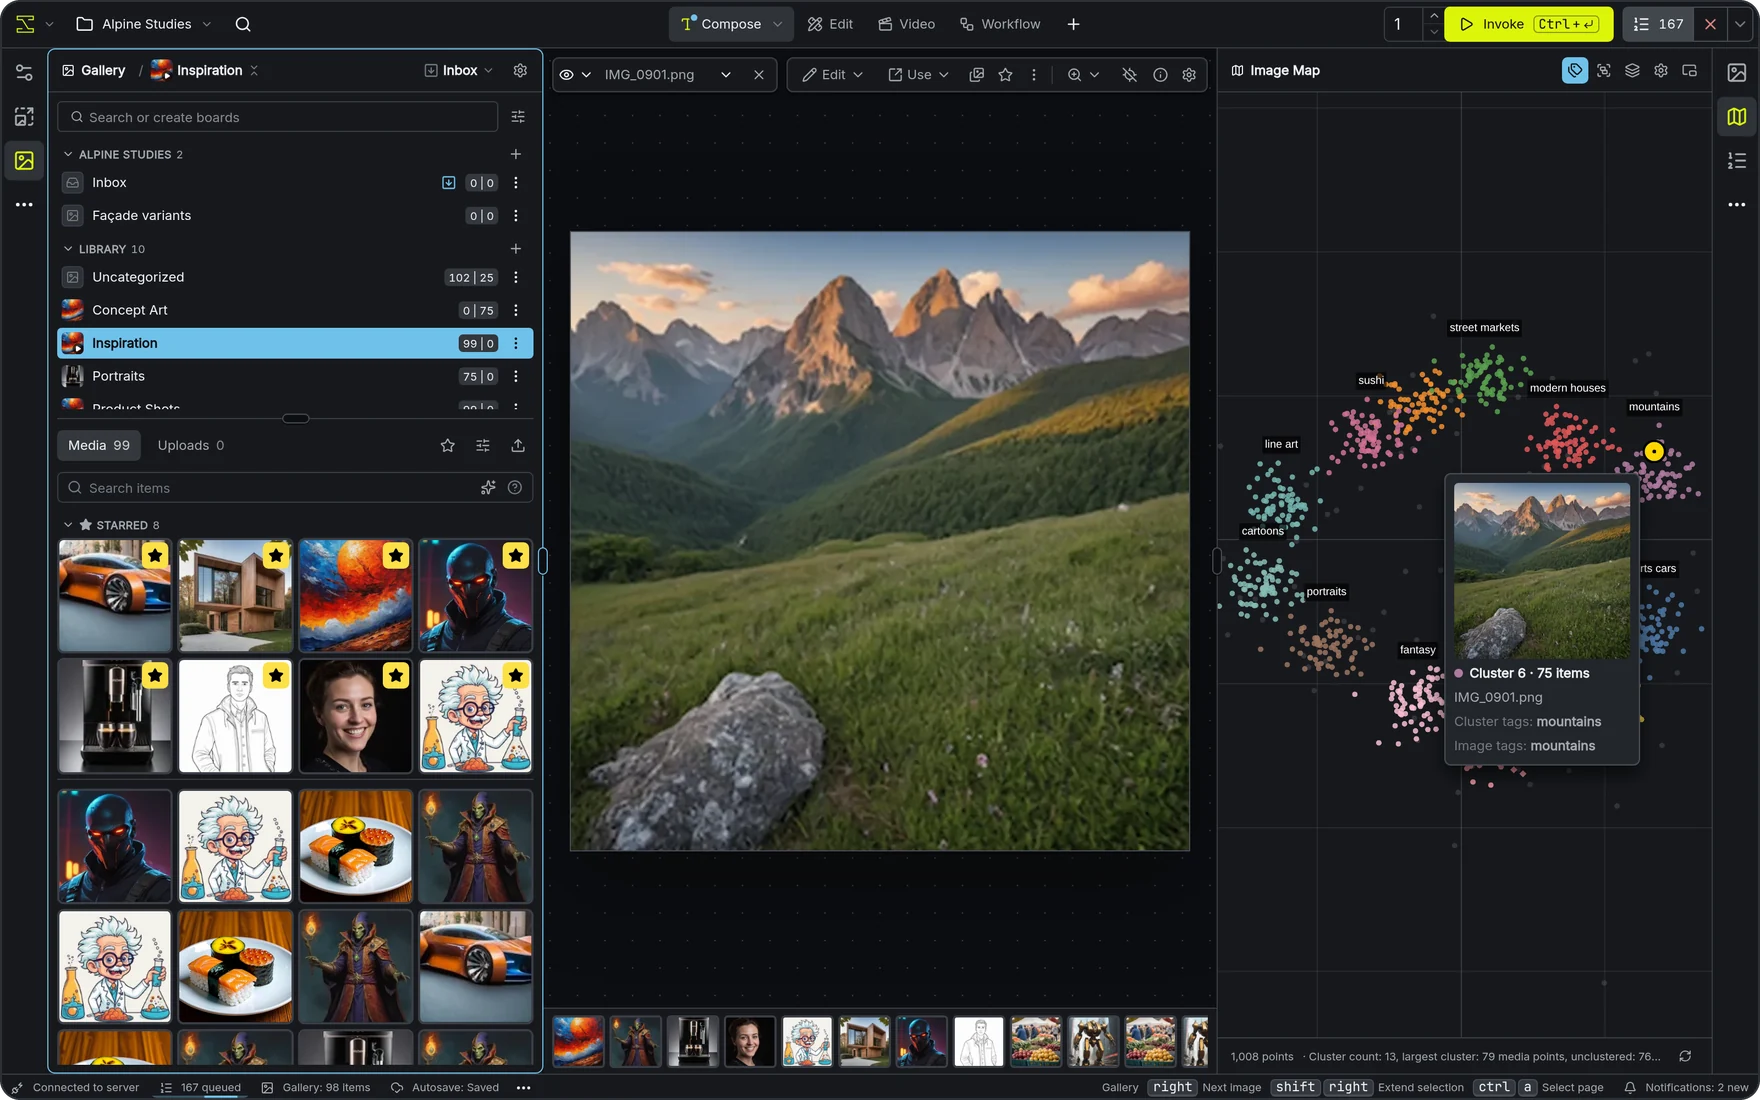 Alpine Studies
Compose
Edit
Video
Workflow
1
Invoke
Ctrl+↵
167
Gallery / Inspiration
Inbox
Search or create boards
ALPINE STUDIES 2
Inbox
0 | 0
Façade variants
0 | 0
LIBRARY 10
Uncategorized
102 | 25
Concept Art
0 | 75
Inspiration
99 | 0
Portraits
75 | 0
Product Shots
Media 99
Uploads 0
Search items
STARRED 8
IMG_0901.png
Edit
Use
Image Map
street markets
sushi
modern houses
mountains
line art
cartoons
portraits
fantasy
rts cars
Cluster 6 · 75 items
IMG_0901.png
Cluster tags: mountains
Image tags: mountains
1,008 points · Cluster count: 13, largest cluster: 79 media points, unclustered: 76...
Connected to server
167 queued
Gallery: 98 items
Autosave: Saved
Gallery
right Next image
shift right Extend selection
ctrl a Select page
Notifications: 2 new